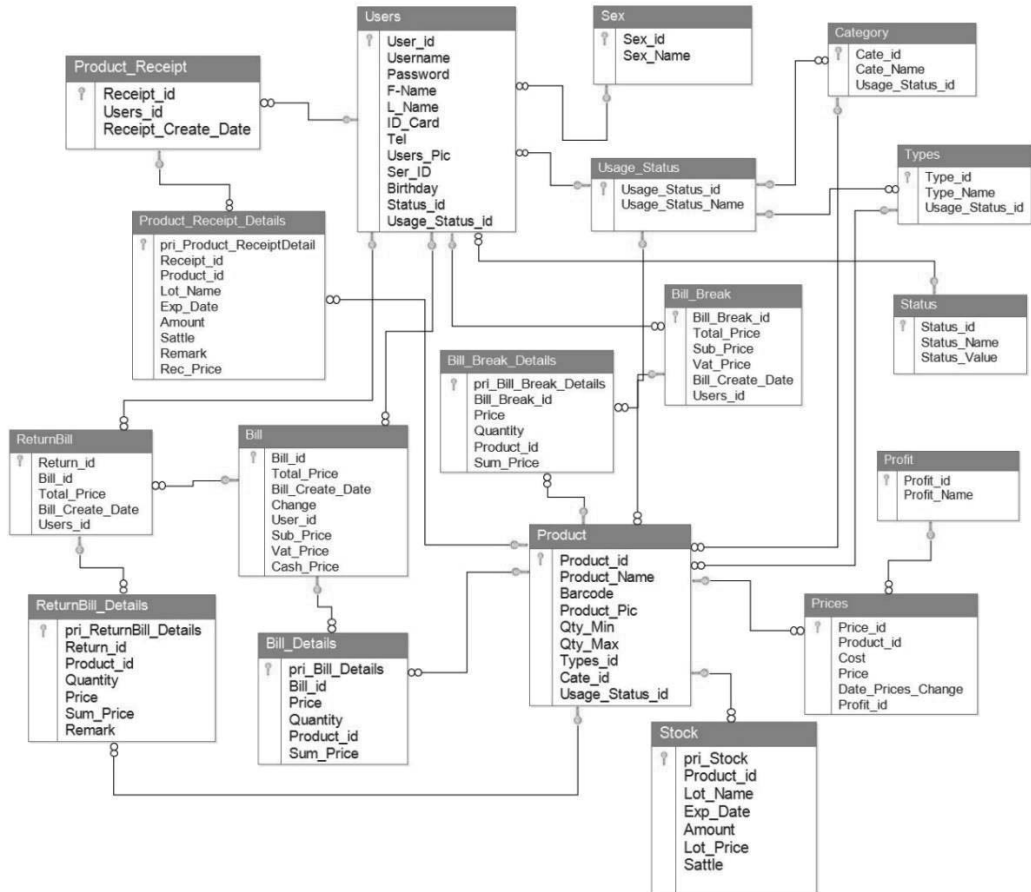 Users
User_id
Username
Password
F-Name
L_Name
ID_Card
Tel
Users_Pic
Ser_ID
Birthday
Status_id
Usage_Status_id
Sex
Sex_id
Sex_Name
Category
Cate_id
Cate_Name
Usage_Status_id
Product_Receipt
Receipt_id
Users_id
Receipt_Create_Date
Usage_Status
Usage_Status_id
Usage_Status_Name
Types
Type_id
Type_Name
Usage_Status_id
Product_Receipt_Details
pri_Product_ReceiptDetail
Receipt_id
Product_id
Lot_Name
Exp_Date
Amount
Sattle
Remark
Rec_Price
Bill_Break
Bill_Break_id
Total_Price
Sub_Price
Vat_Price
Bill_Create_Date
Users_id
Status
Status_id
Status_Name
Status_Value
Bill_Break_Details
pri_Bill_Break_Details
Bill_Break_id
Price
Quantity
Product_id
Sum_Price
ReturnBill
Return_id
Bill_id
Total_Price
Bill_Create_Date
Users_id
Bill
Bill_id
Total_Price
Bill_Create_Date
Change
User_id
Sub_Price
Vat_Price
Cash_Price
Profit
Profit_id
Profit_Name
Product
Product_id
Product_Name
Barcode
Product_Pic
Qty_Min
Qty_Max
Types_id
Cate_id
Usage_Status_id
ReturnBill_Details
pri_ReturnBill_Details
Return_id
Product_id
Quantity
Price
Sum_Price
Remark
Bill_Details
pri_Bill_Details
Bill_id
Price
Quantity
Product_id
Sum_Price
Prices
Price_id
Product_id
Cost
Price
Date_Prices_Change
Profit_id
Stock
pri_Stock
Product_id
Lot_Name
Exp_Date
Amount
Lot_Price
Sattle